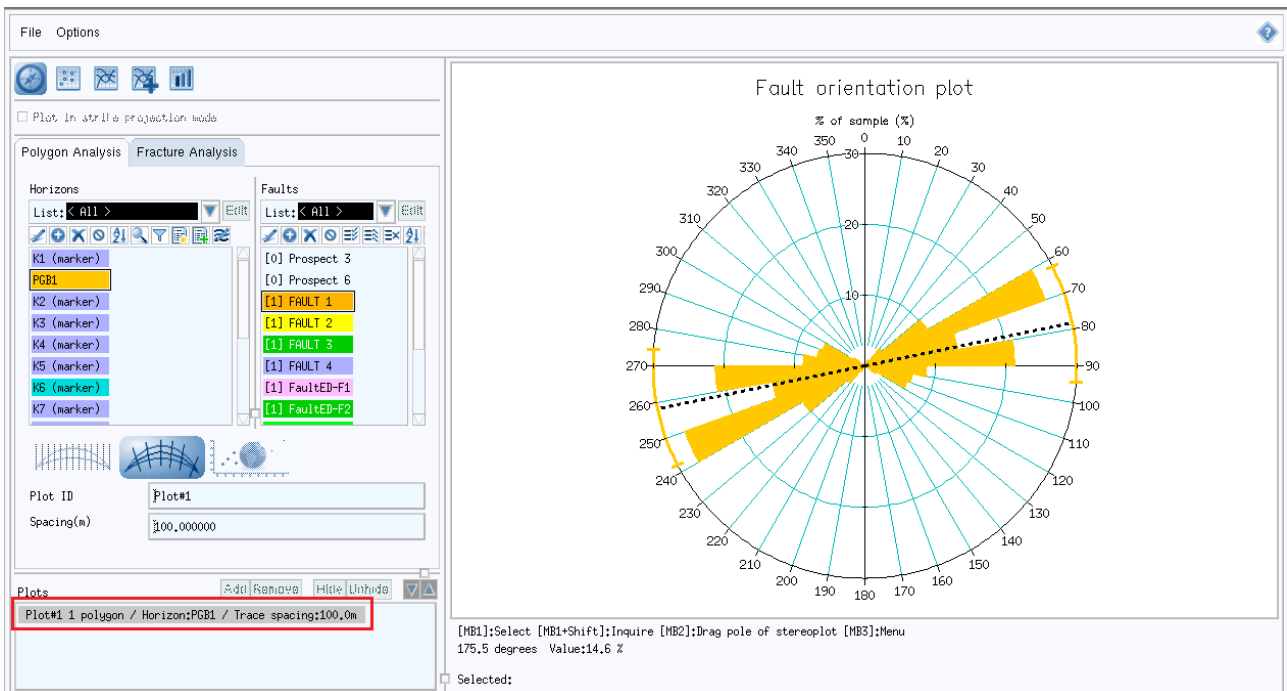 File Options
Plot in strike projection mode
Polygon Analysis Fracture Analysis
Horizons
List: < All > Edit
K1 (marker)
PGB1
K2 (marker)
K3 (marker)
K4 (marker)
K5 (marker)
K6 (marker)
K7 (marker)
Faults
List: < All > Edit
[0] Prospect 3
[0] Prospect 6
[1] FAULT 1
[1] FAULT 2
[1] FAULT 3
[1] FAULT 4
[1] FaultED-F1
[1] FaultED-F2
Plot ID Plot#1
Spacing(m) 100.000000
Plots Add Remove Hide Unhide
Plot#1 1 polygon / Horizon:PGB1 / Trace spacing:100.0m
Fault orientation plot
% of sample (%)
0
10
20
30
40
50
60
70
80
90
100
110
120
130
140
150
160
170
180
190
200
210
220
230
240
250
260
270
280
290
300
310
320
330
340
350
30
20
10
[MB1]:Select [MB1+Shift]:Inquire [MB2]:Drag pole of stereoplot [MB3]:Menu
175.5 degrees Value:14.6 %
Selected: